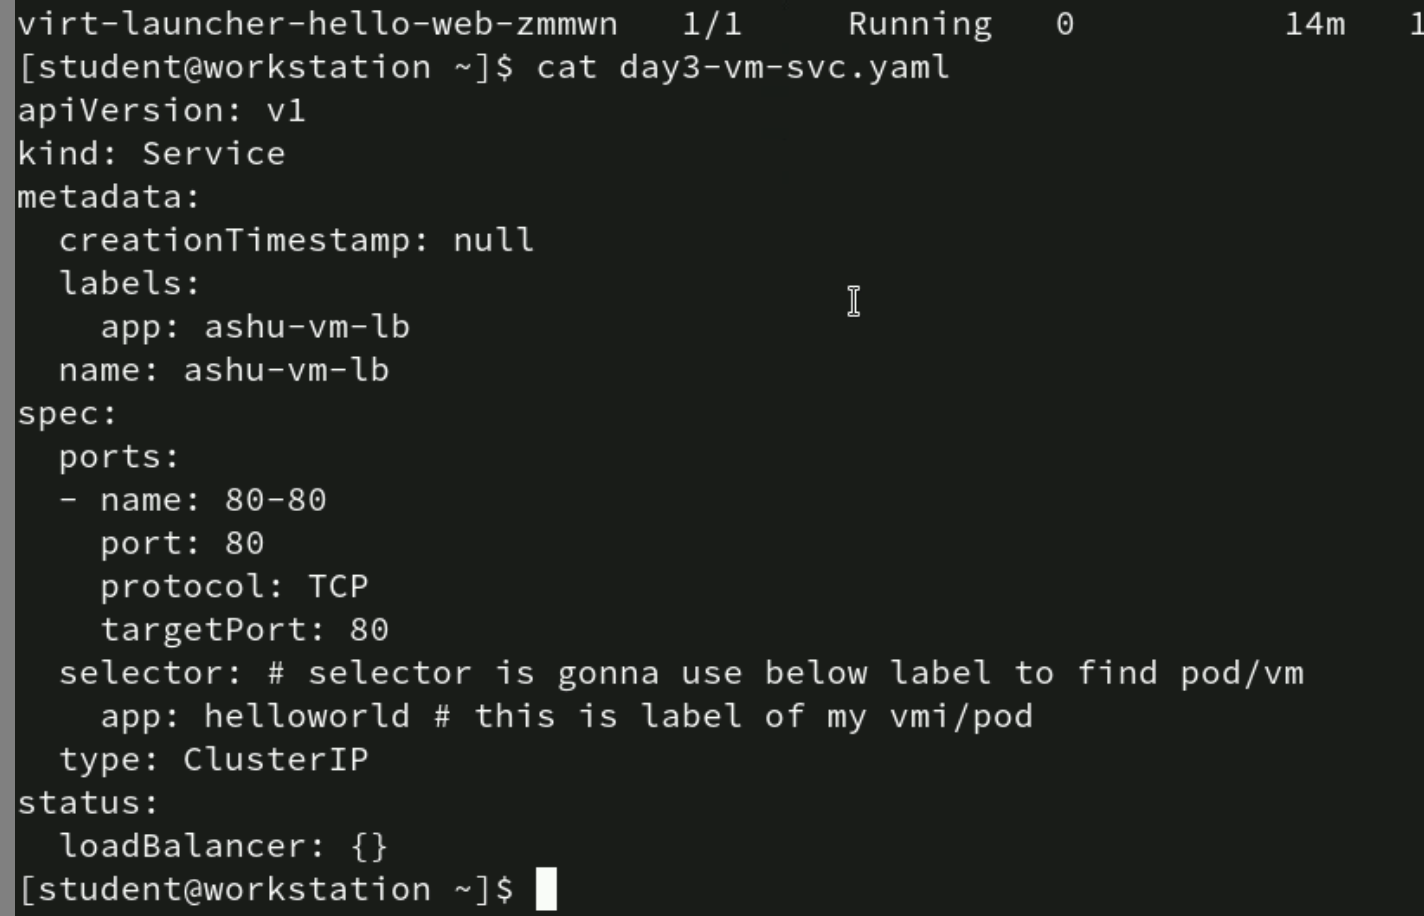 virt-launcher-hello-web-zmmwn   1/1     Running   0          14m   1
[student@workstation ~]$ cat day3-vm-svc.yaml
apiVersion: v1
kind: Service
metadata:
  creationTimestamp: null
  labels:
    app: ashu-vm-lb
  name: ashu-vm-lb
spec:
  ports:
  - name: 80-80
    port: 80
    protocol: TCP
    targetPort: 80
  selector: # selector is gonna use below label to find pod/vm
    app: helloworld # this is label of my vmi/pod
  type: ClusterIP
status:
  loadBalancer: {}
[student@workstation ~]$